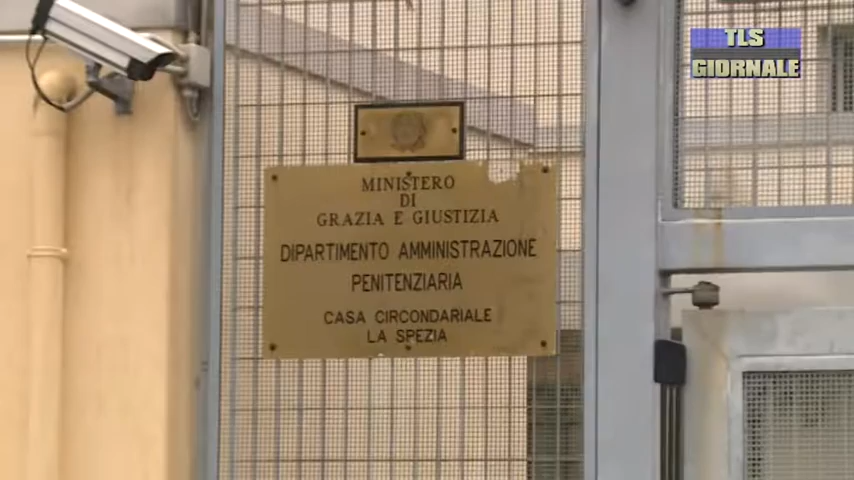 TLS
GIORNALE
MINISTERO
DI
GRAZIA E GIUSTIZIA
DIPARTIMENTO AMMINISTRAZIONE
PENITENZIARIA
CASA CIRCONDARIALE
LA SPEZIA